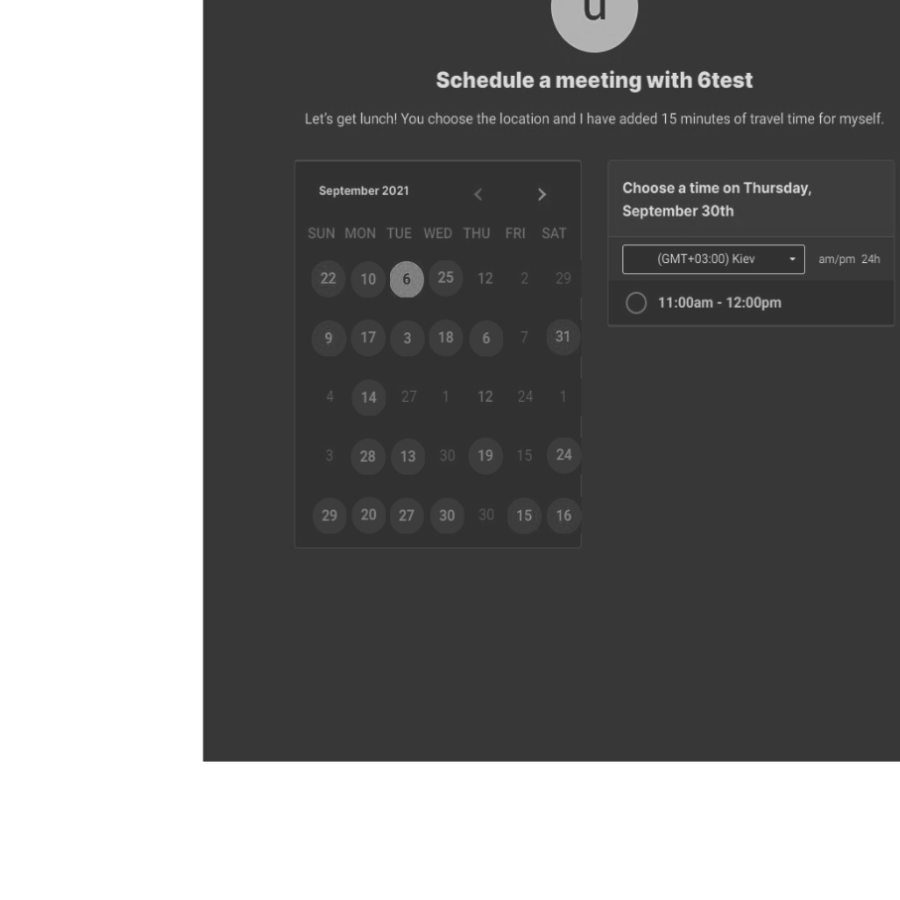 u
Schedule a meeting with 6test
Let's get lunch! You choose the location and I have added 15 minutes of travel time for myself.
September 2021
SUN MON TUE WED THU FRI SAT
22 10 6 25 12 2 29
9 17 3 18 6 7 31
4 14 27 1 12 24 1
3 28 13 30 19 15 24
29 20 27 30 30 15 16
Choose a time on Thursday,
September 30th
(GMT+03:00) Kiev am/pm 24h
11:00am - 12:00pm